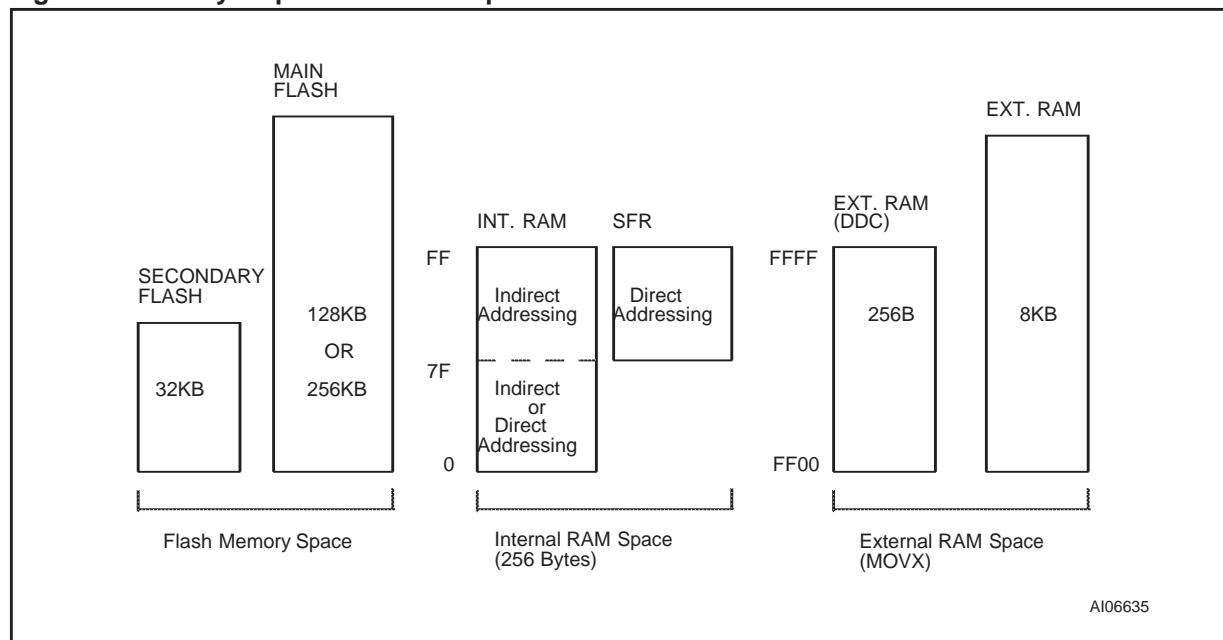 MAIN
FLASH
EXT. RAM
EXT. RAM
(DDC)
INT. RAM
SFR
FF
FFFF
SECONDARY
FLASH
Indirect
Addressing
Direct
Addressing
128KB
OR
256KB
256B
8KB
7F
32KB
Indirect
or
Direct
Addressing
0
FF00
Flash Memory Space
Internal RAM Space
(256 Bytes)
External RAM Space
(MOVX)
AI06635